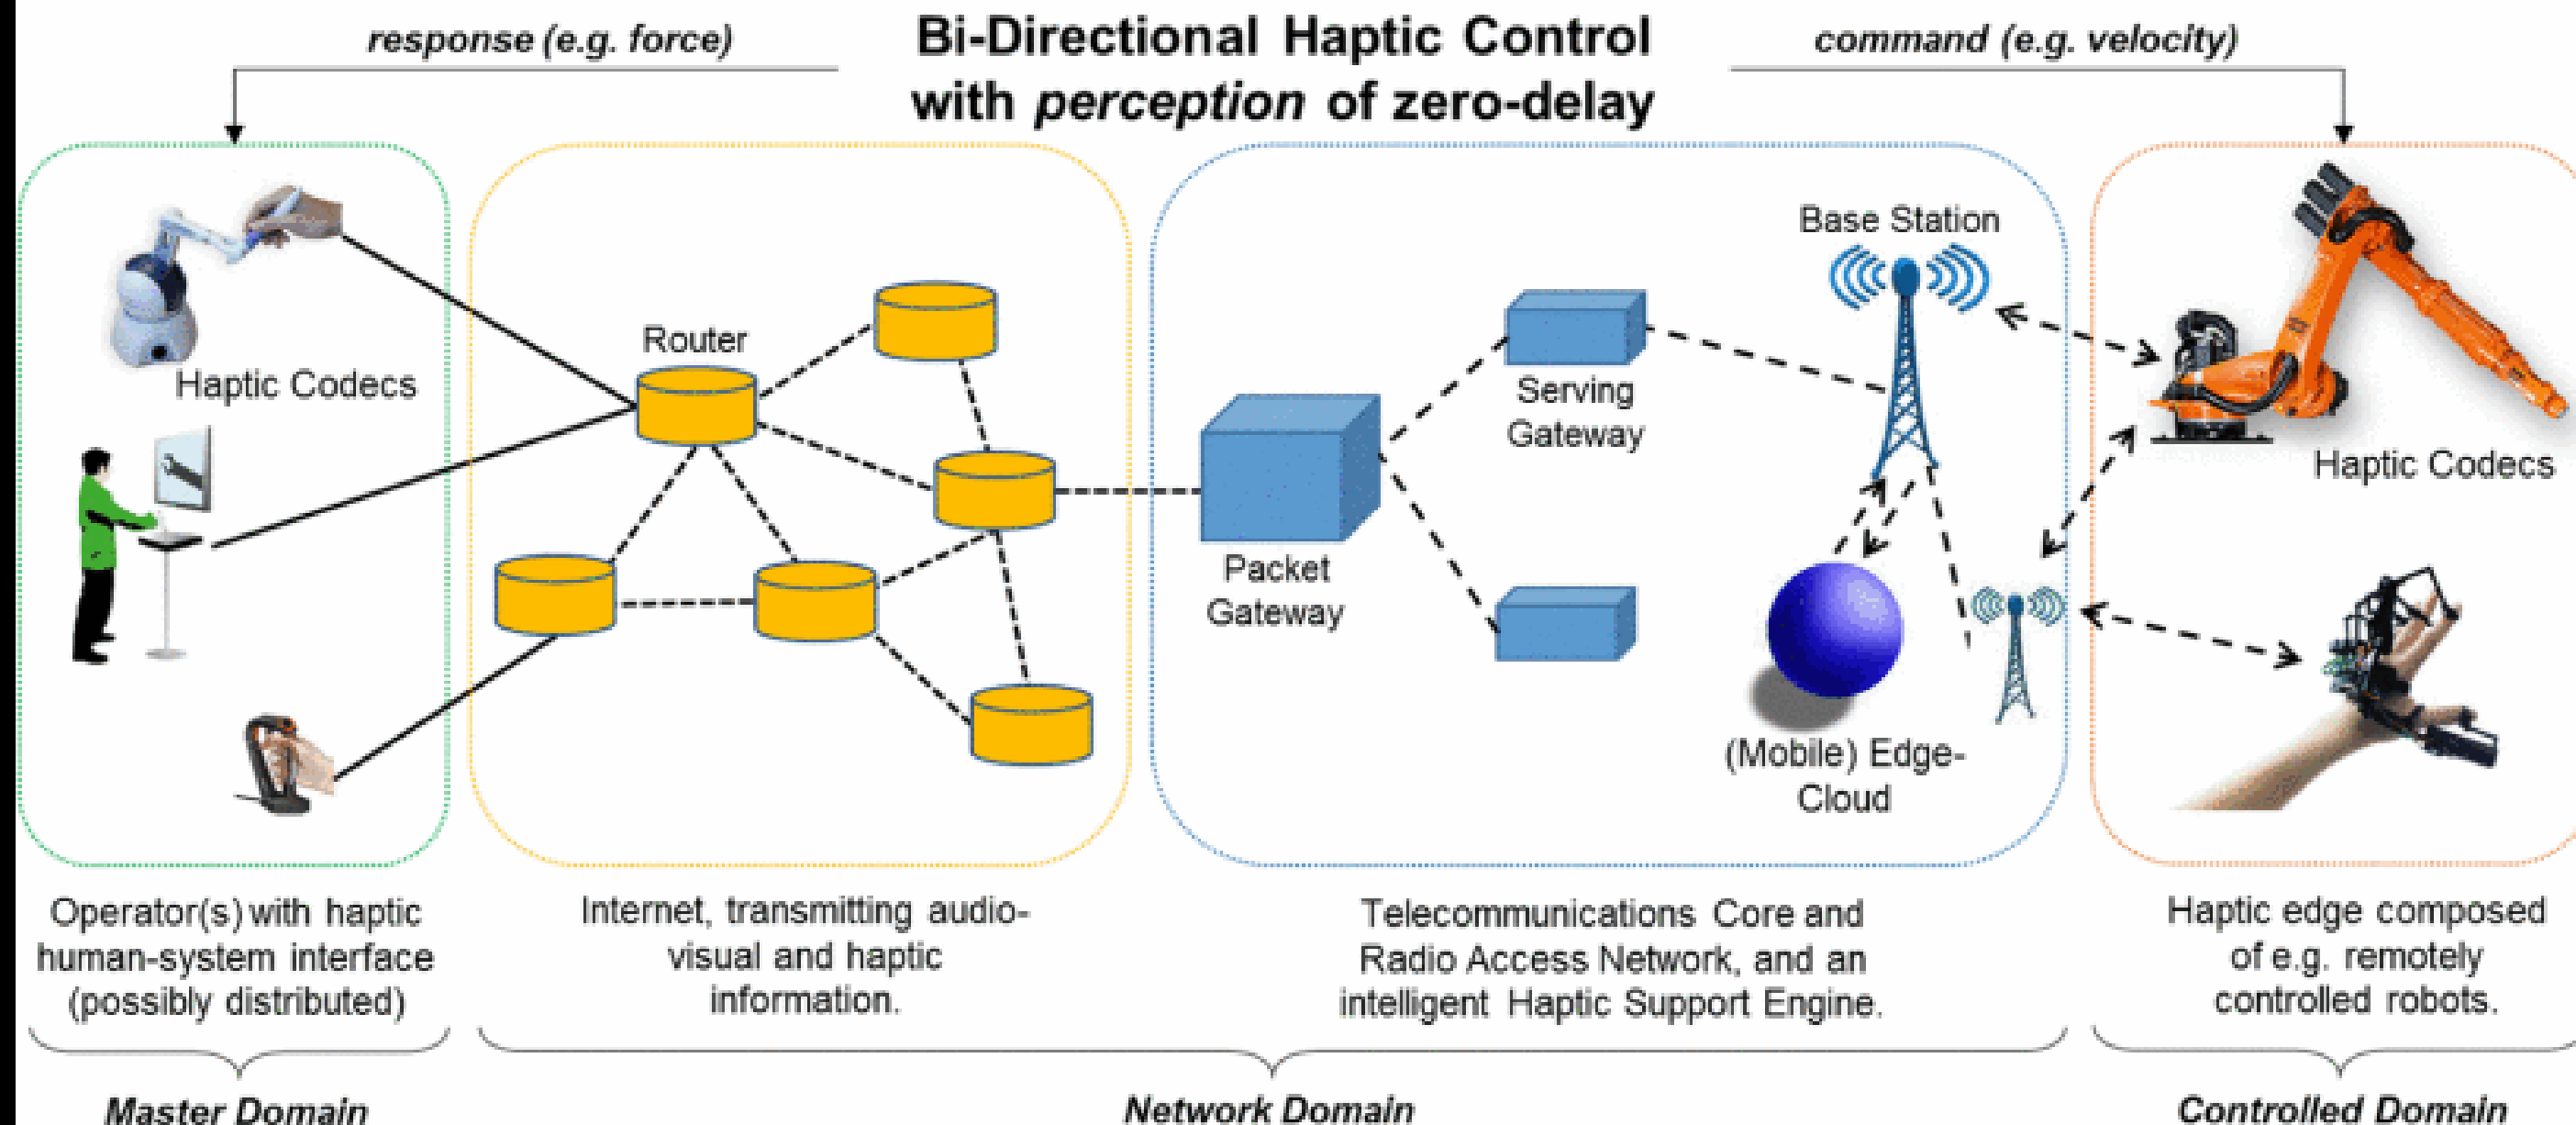 response (e.g. force)
Bi-Directional Haptic Control
with perception of zero-delay
command (e.g. velocity)
Haptic Codecs
Router
Packet
Gateway
Serving
Gateway
Base Station
(Mobile) Edge-
Cloud
Haptic Codecs
Operator(s) with haptic
human-system interface
(possibly distributed)
Internet, transmitting audio-
visual and haptic
information.
Telecommunications Core and
Radio Access Network, and an
intelligent Haptic Support Engine.
Haptic edge composed
of e.g. remotely
controlled robots.
Master Domain
Network Domain
Controlled Domain